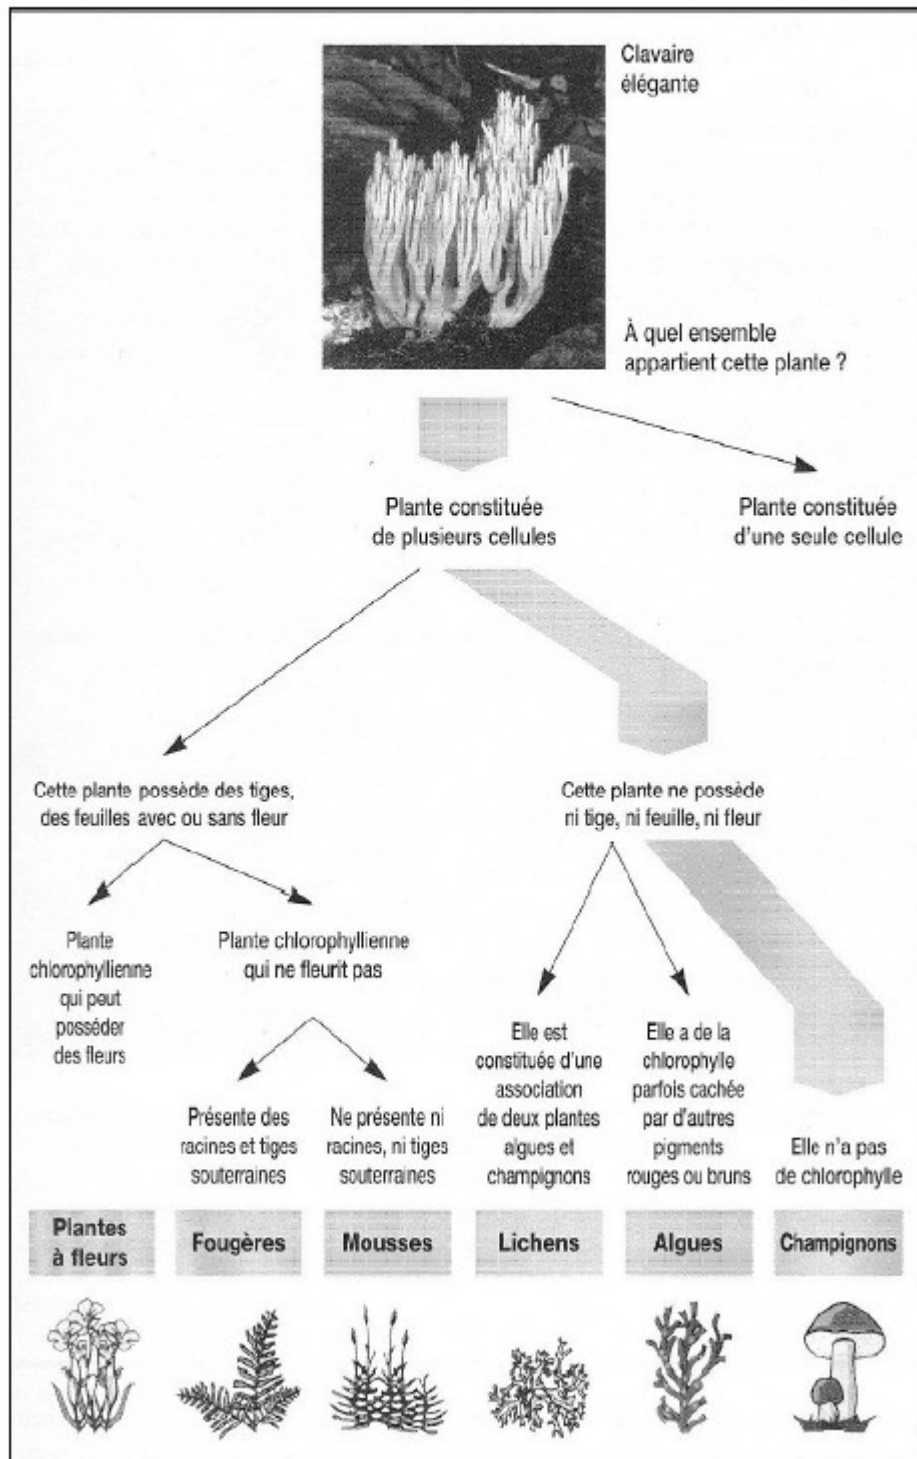 Clavaire
élégante
À quel ensemble
appartient cette plante ?
Plante constituée
de plusieurs cellules
Plante constituée
d'une seule cellule
Cette plante possède des tiges,
des feuilles avec ou sans fleur
Cette plante ne possède
ni tige, ni feuille, ni fleur
Plante
chlorophyllienne
qui peut
posséder
des fleurs
Plante chlorophyllienne
qui ne fleurit pas
Présente des
racines et tiges
souterraines
Ne présente ni
racines, ni tiges
souterraines
Elle est
constituée d'une
association
de deux plantes
algues et
champignons
Elle a de la
chlorophylle
parfois cachée
par d'autres
pigments
rouges ou bruns
Elle n'a pas
de chlorophylle
Plantes
à fleurs
Fougères
Mousses
Lichens
Algues
Champignons